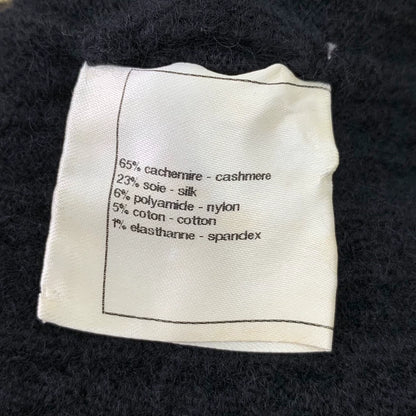 65% cachemire - cashmere
23% soie - silk
6% polyamide - nylon
5% coton - cotton
1% elasthanne - spandex